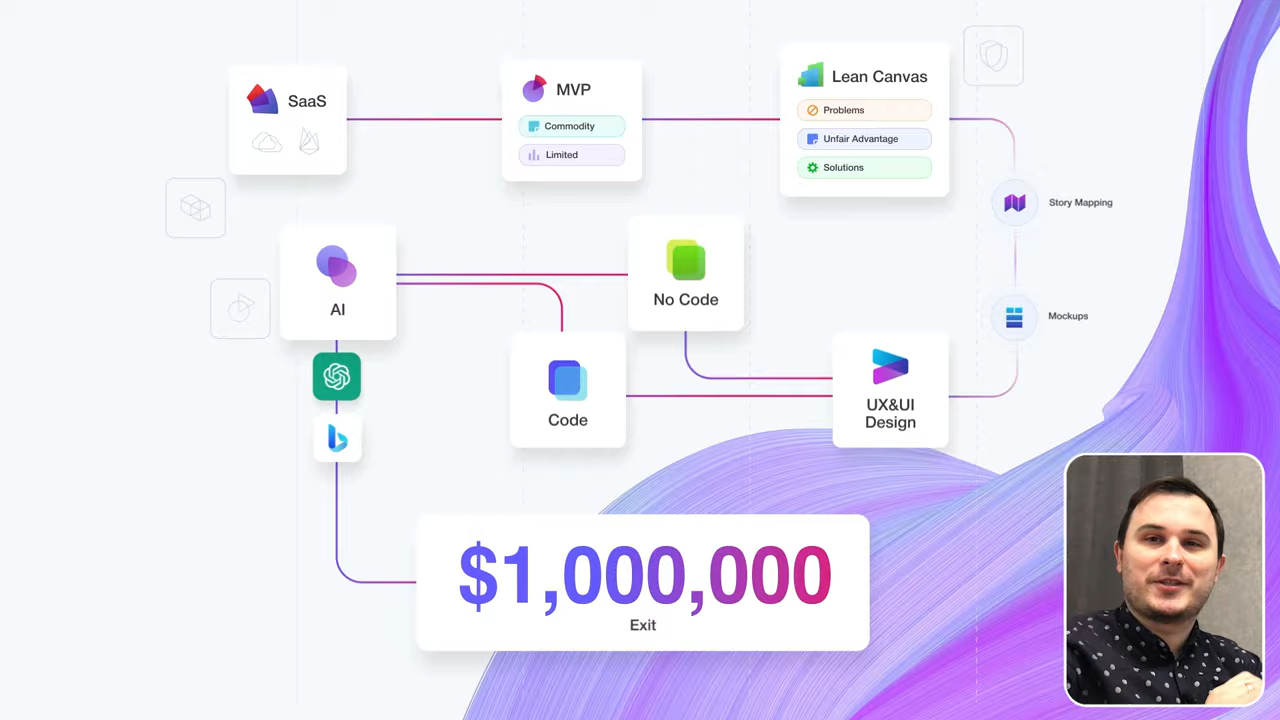 SaaS
MVP
Commodity
Limited
Lean Canvas
Problems
Unfair Advantage
Solutions
Story Mapping
Mockups
AI
No Code
Code
UX&UI
Design
$1,000,000
Exit